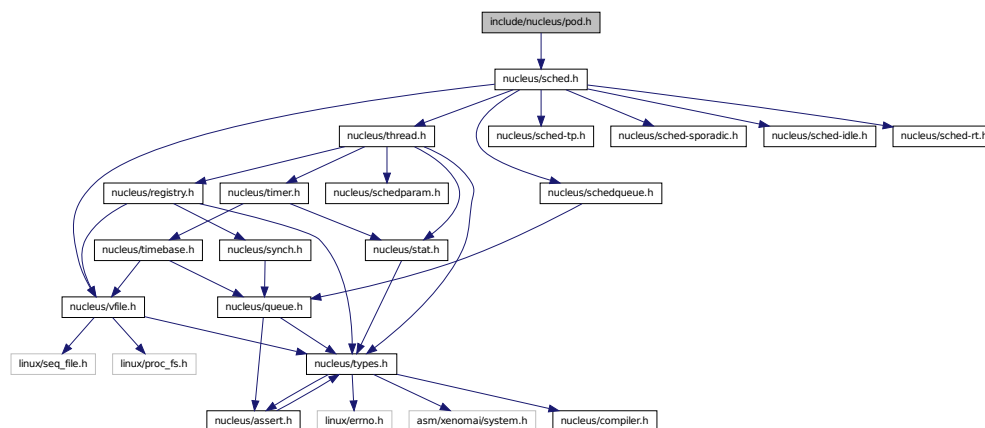 include/nucleus/pod.h
nucleus/sched.h
nucleus/thread.h
nucleus/sched-tp.h
nucleus/sched-sporadic.h
nucleus/sched-idle.h
nucleus/sched-rt.h
nucleus/registry.h
nucleus/timer.h
nucleus/schedparam.h
nucleus/schedqueue.h
nucleus/timebase.h
nucleus/synch.h
nucleus/stat.h
nucleus/vfile.h
nucleus/queue.h
linux/seq_file.h
linux/proc_fs.h
nucleus/types.h
nucleus/assert.h
linux/errno.h
asm/xenomai/system.h
nucleus/compiler.h